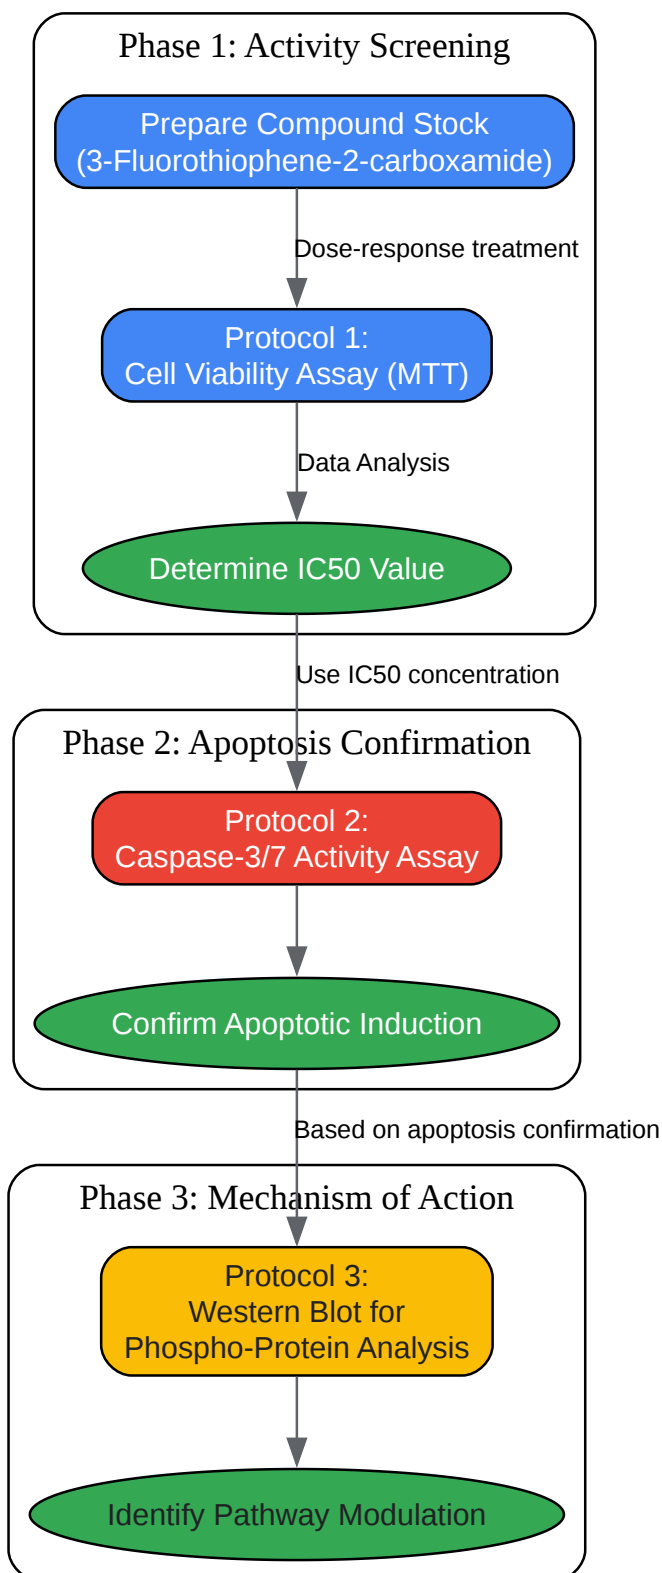 Phase 1: Activity Screening
Prepare Compound Stock
(3-Fluorothiophene-2-carboxamide)
Dose-response treatment
Protocol 1:
Cell Viability Assay (MTT)
Data Analysis
Determine IC50 Value
Use IC50 concentration
Phase 2: Apoptosis Confirmation
Protocol 2:
Caspase-3/7 Activity Assay
Confirm Apoptotic Induction
Based on apoptosis confirmation
Phase 3: Mechanism of Action
Protocol 3:
Western Blot for
Phospho-Protein Analysis
Identify Pathway Modulation